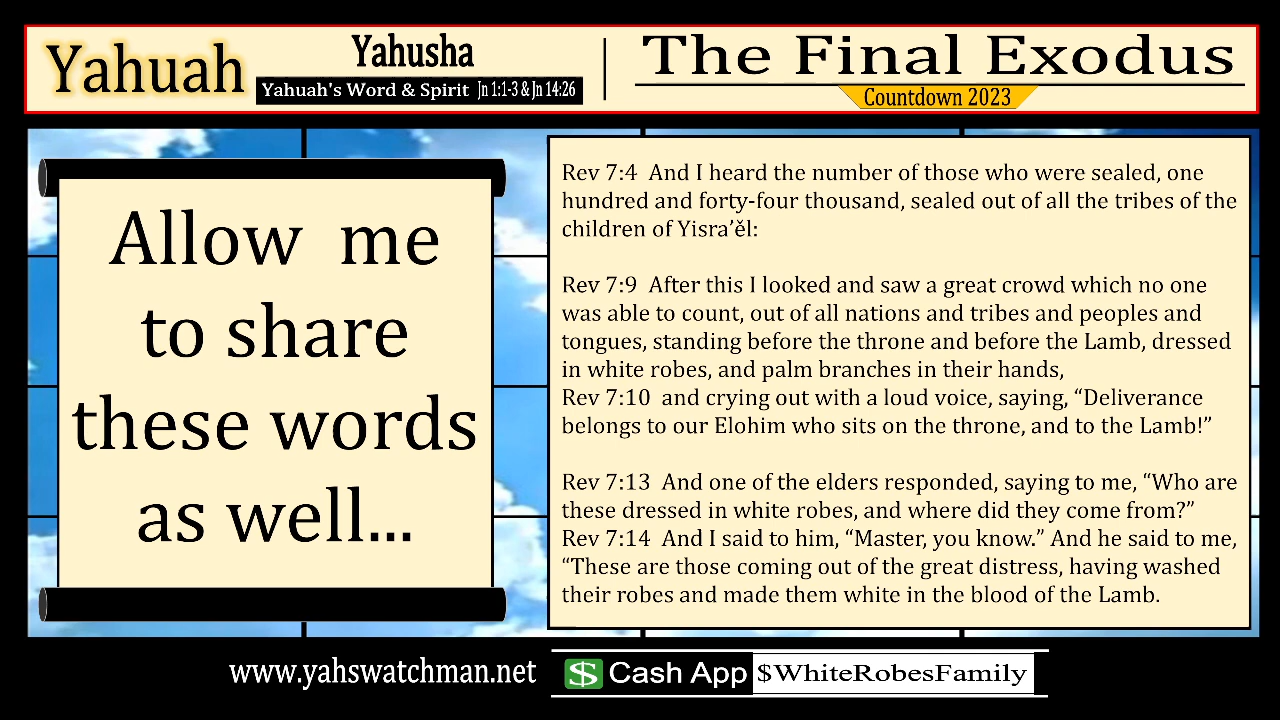 Yahuah
Yahusha
Yahuah's Word & Spirit Jn 1:1-3 & Jn 14:26
The Final Exodus
Countdown 2023
Allow me
to share
these words
as well...
Rev 7:4 And I heard the number of those who were sealed, one
hundred and forty-four thousand, sealed out of all the tribes of the
children of Yisra’ĕl:
Rev 7:9 After this I looked and saw a great crowd which no one
was able to count, out of all nations and tribes and peoples and
tongues, standing before the throne and before the Lamb, dressed
in white robes, and palm branches in their hands,
Rev 7:10 and crying out with a loud voice, saying, “Deliverance
belongs to our Elohim who sits on the throne, and to the Lamb!”
Rev 7:13 And one of the elders responded, saying to me, “Who are
these dressed in white robes, and where did they come from?”
Rev 7:14 And I said to him, “Master, you know.” And he said to me,
“These are those coming out of the great distress, having washed
their robes and made them white in the blood of the Lamb.
www.yahswatchman.net
$ Cash App $WhiteRobesFamily